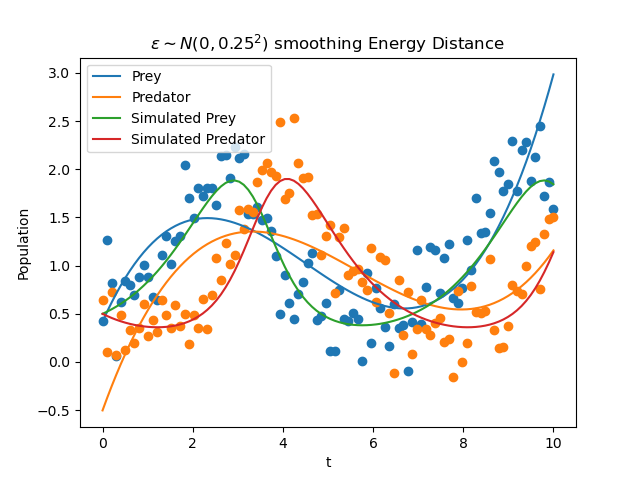 ε ~ N(0, 0.25²) smoothing Energy Distance
Prey
Predator
Simulated Prey
Simulated Predator
Population
3.0
2.5
2.0
1.5
1.0
0.5
0.0
−0.5
0 2 4 6 8 10
t